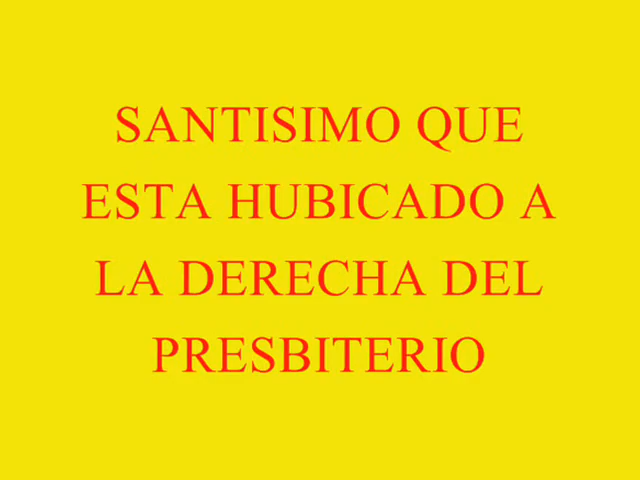 SANTISIMO QUE
ESTA HUBICADO A
LA DERECHA DEL
PRESBITERIO